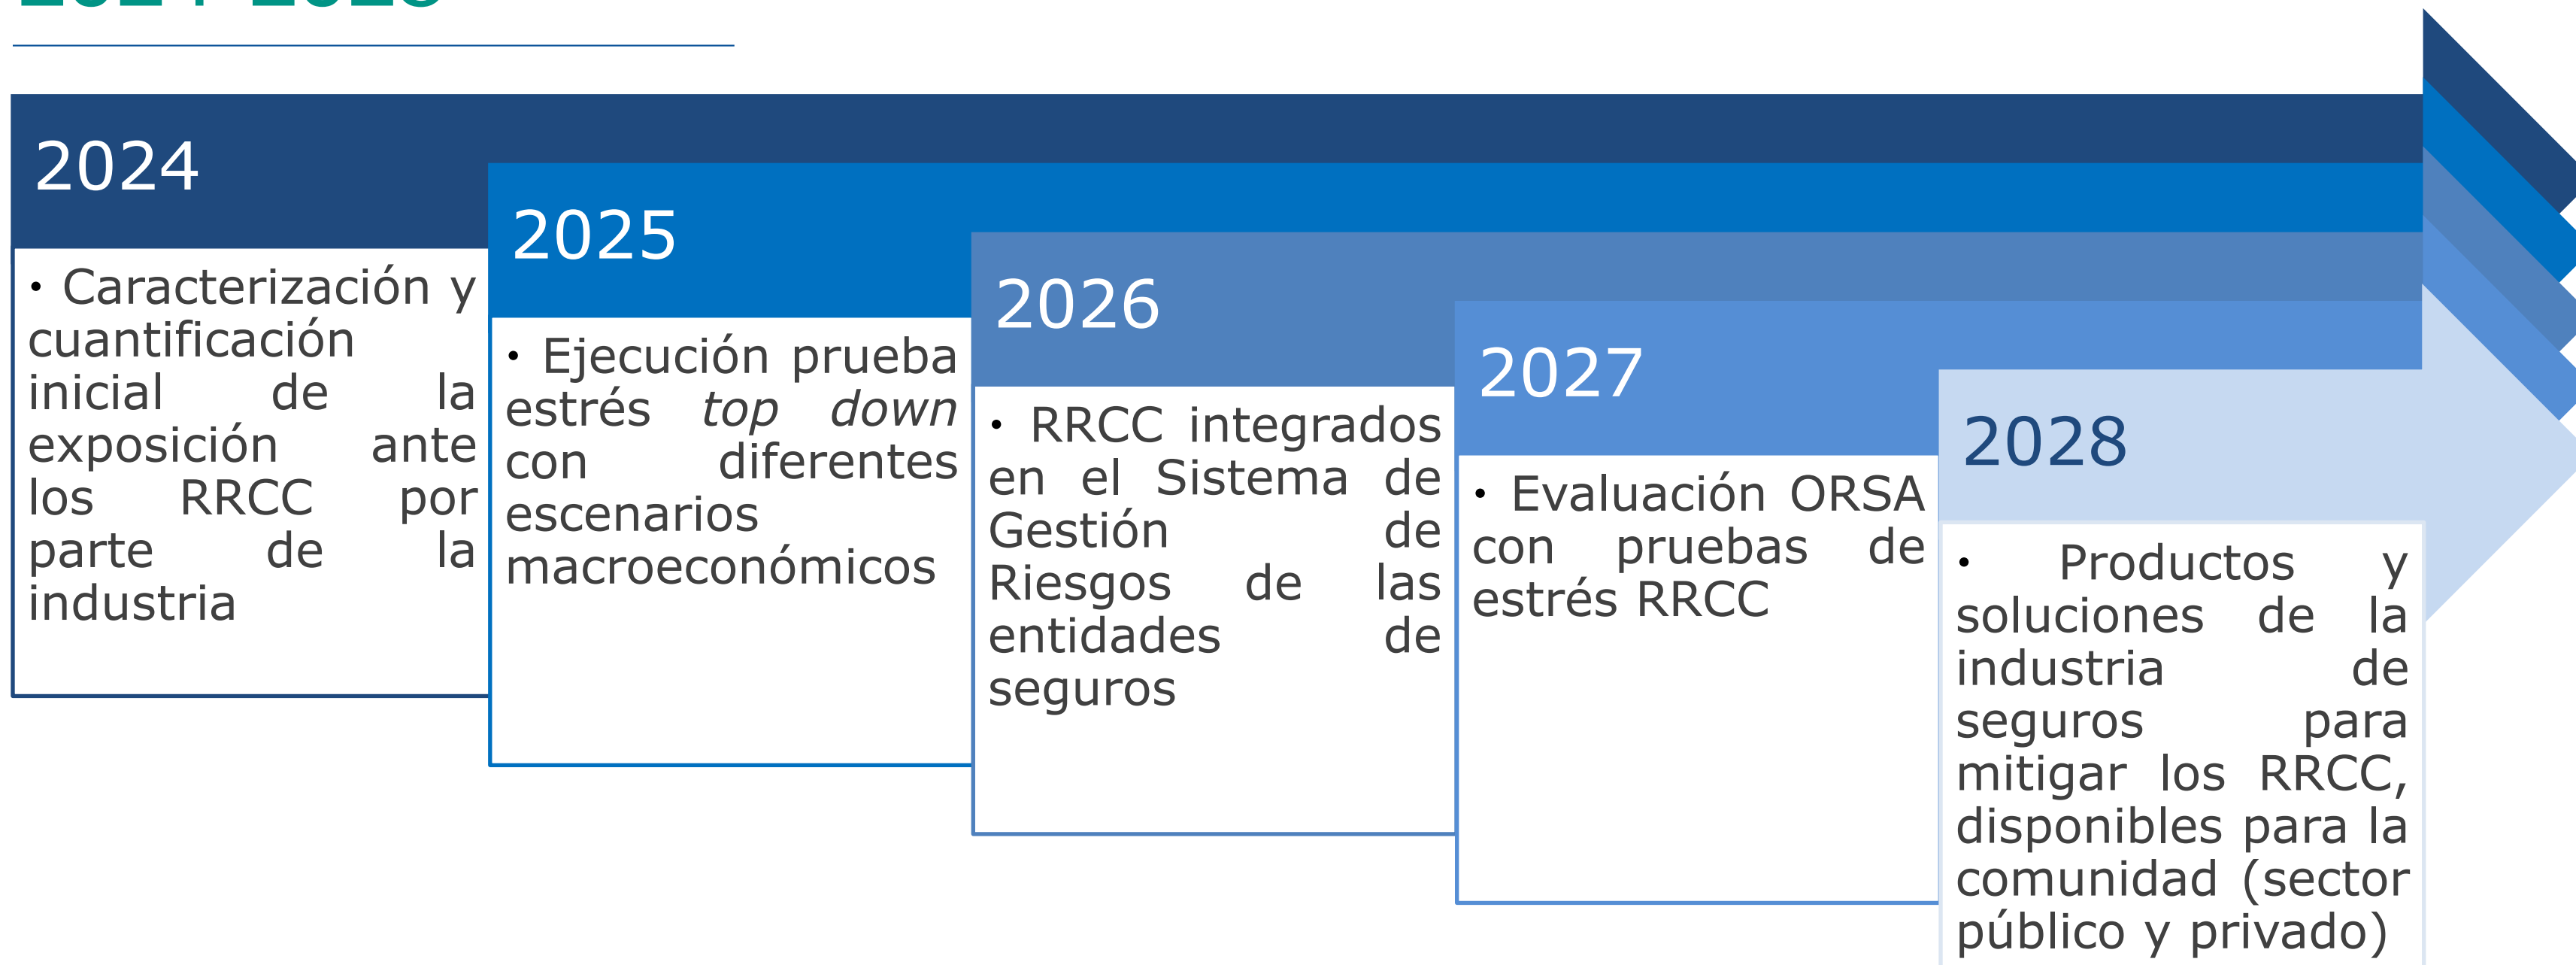 2024
• Caracterización y
cuantificación
inicial de la
exposición ante
los RRCC por
parte de la
industria
2025
• Ejecución prueba
estrés top down
con diferentes
escenarios
macroeconómicos
2026
• RRCC integrados
en el Sistema de
Gestión de
Riesgos de las
entidades de
seguros
2027
• Evaluación ORSA
con pruebas de
estrés RRCC
2028
• Productos y
soluciones de la
industria de
seguros para
mitigar los RRCC,
disponibles para la
comunidad (sector
público y privado)